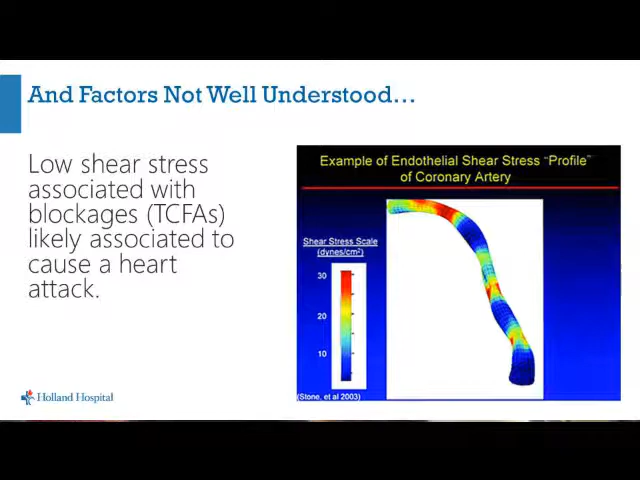 And Factors Not Well Understood…
Low shear stress
associated with
blockages (TCFAs)
likely associated to
cause a heart
attack.
Example of Endothelial Shear Stress "Profile"
of Coronary Artery
Shear Stress Scale
(dynes/cm²)
30
20
10
(Stone, et al 2003)
Holland Hospital